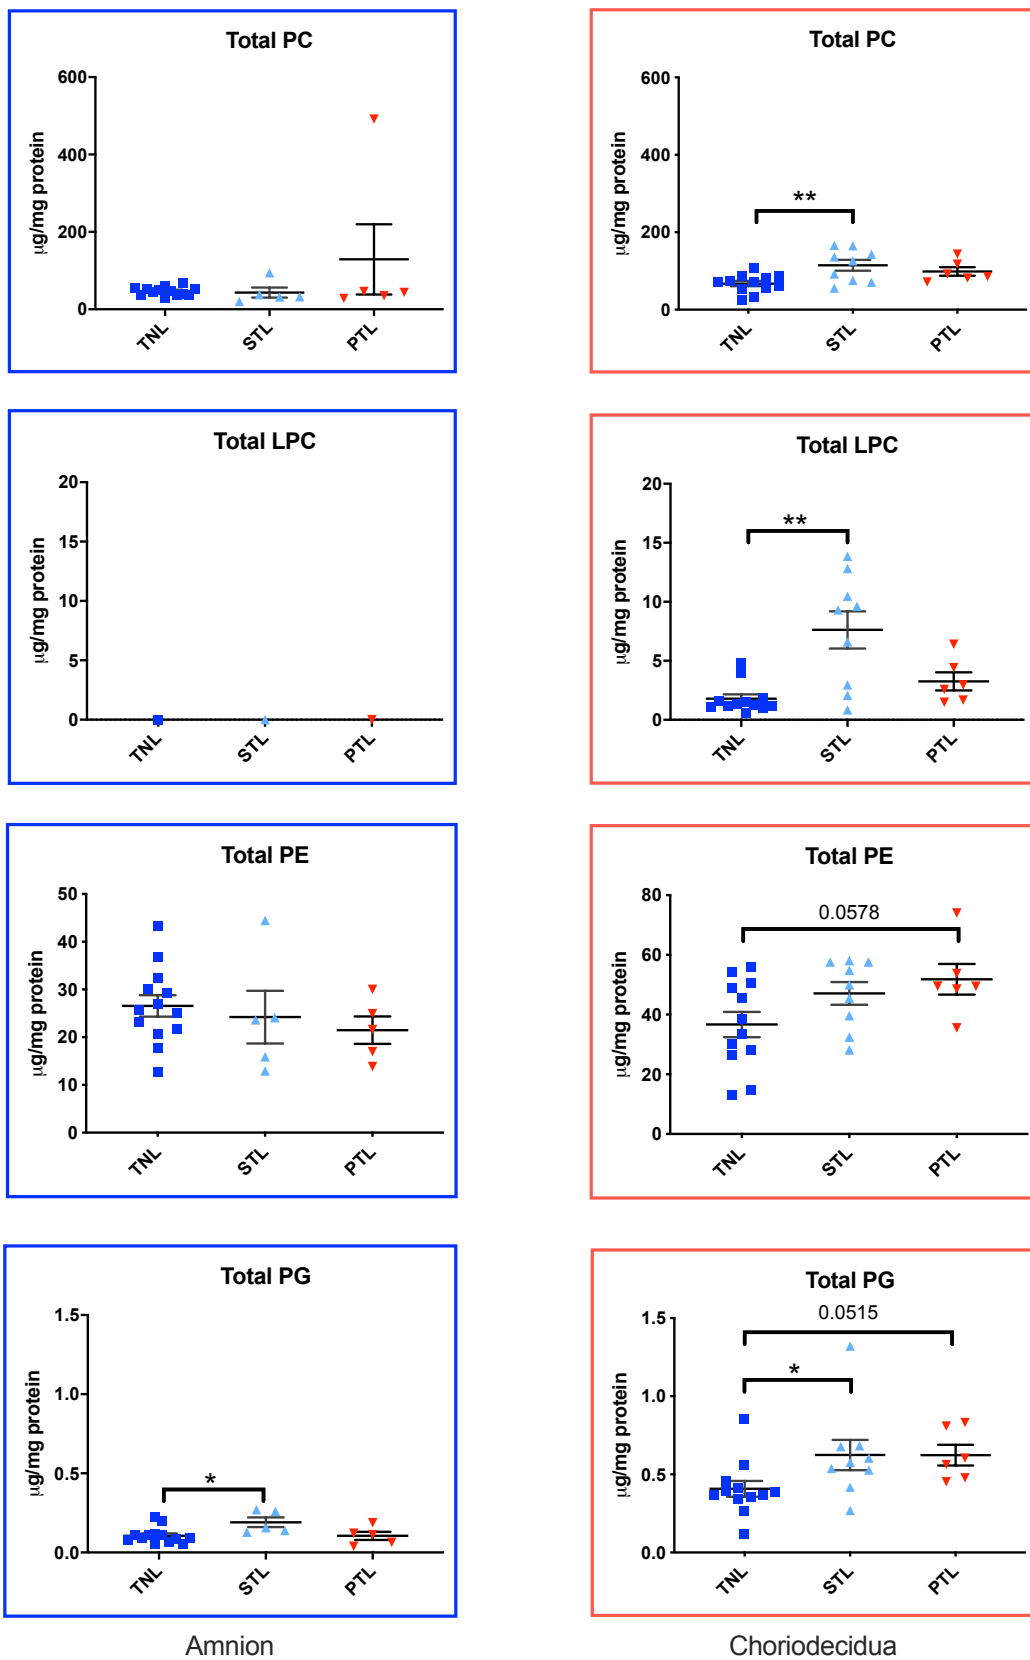 Total PC
µg/mg protein
600
400
200
0
TNL
STL
PTL
Total PC
µg/mg protein
600
400
200
0
**
TNL
STL
PTL
Total LPC
µg/mg protein
20
15
10
5
0
TNL
STL
PTL
Total LPC
µg/mg protein
20
15
10
5
0
**
TNL
STL
PTL
Total PE
µg/mg protein
50
40
30
20
10
0
TNL
STL
PTL
Total PE
µg/mg protein
80
60
40
20
0
0.0578
TNL
STL
PTL
Total PG
µg/mg protein
1.5
1.0
0.5
0.0
*
TNL
STL
PTL
Total PG
µg/mg protein
1.5
1.0
0.5
0.0
0.0515
*
TNL
STL
PTL
Amnion
Choriodecidua